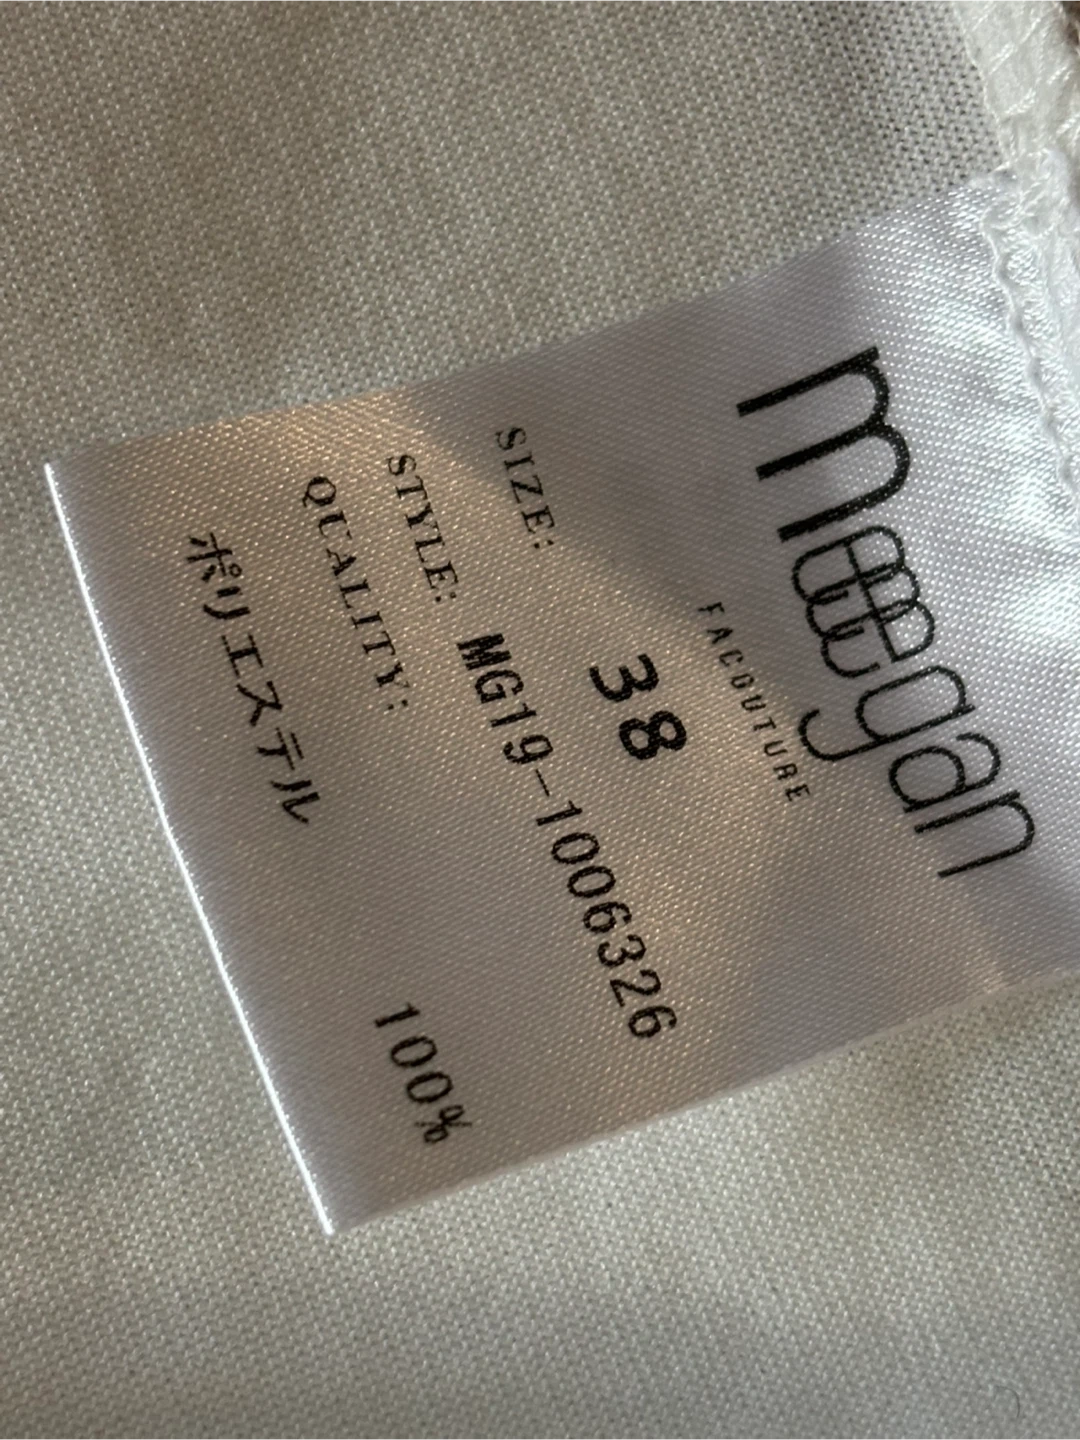 meegan
FACOUTURE
SIZE: 38
STYLE: MG19-1006326
QUALITY:
ポリエステル 100%